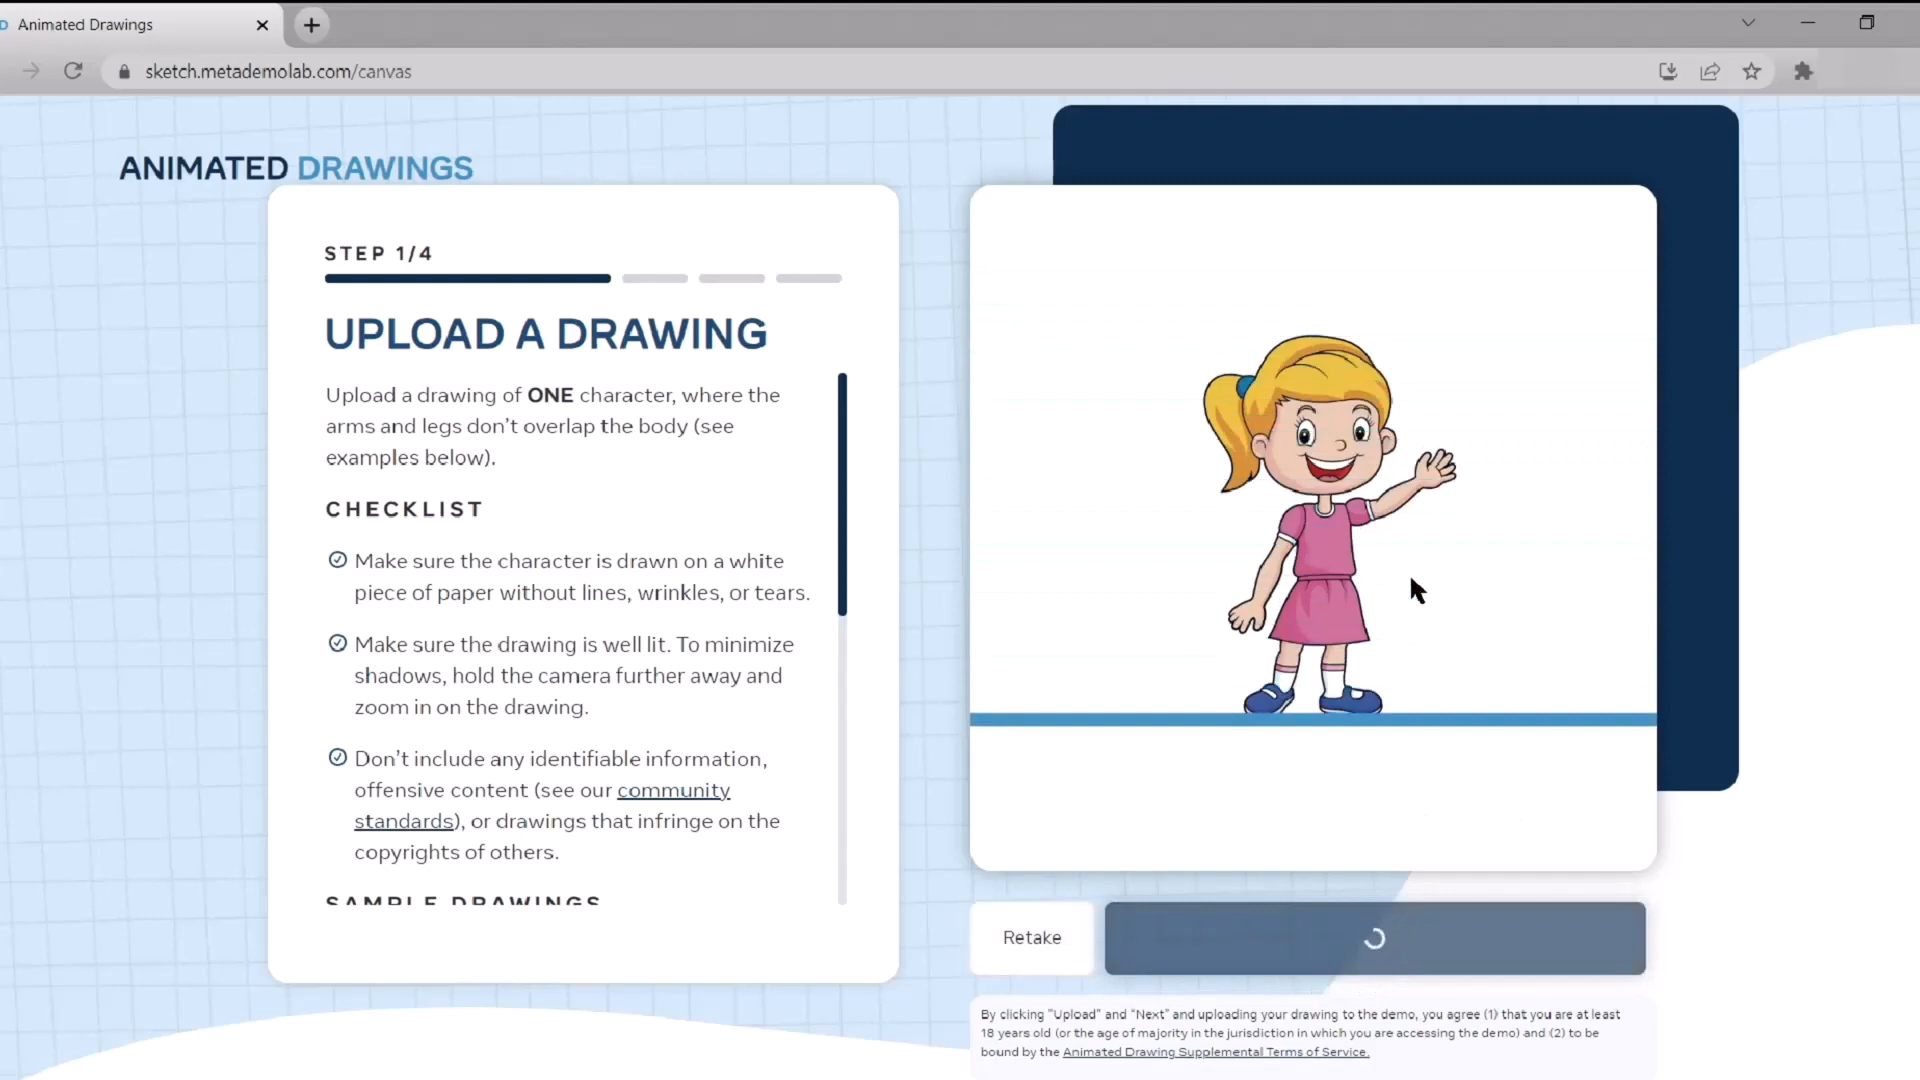 Animated Drawings
sketch.metademolab.com/canvas
ANIMATED DRAWINGS
STEP 1/4
UPLOAD A DRAWING
Upload a drawing of ONE character, where the
arms and legs don't overlap the body (see
examples below).
CHECKLIST
Make sure the character is drawn on a white
piece of paper without lines, wrinkles, or tears.
Make sure the drawing is well lit. To minimize
shadows, hold the camera further away and
zoom in on the drawing.
Don't include any identifiable information,
offensive content (see our community
standards), or drawings that infringe on the
copyrights of others.
SAMPLE DRAWINGS
Retake
By clicking "Upload" and "Next" and uploading your drawing to the demo, you agree (1) that you are at least
18 years old (or the age of majority in the jurisdiction in which you are accessing the demo) and (2) to be
bound by the Animated Drawing Supplemental Terms of Service.